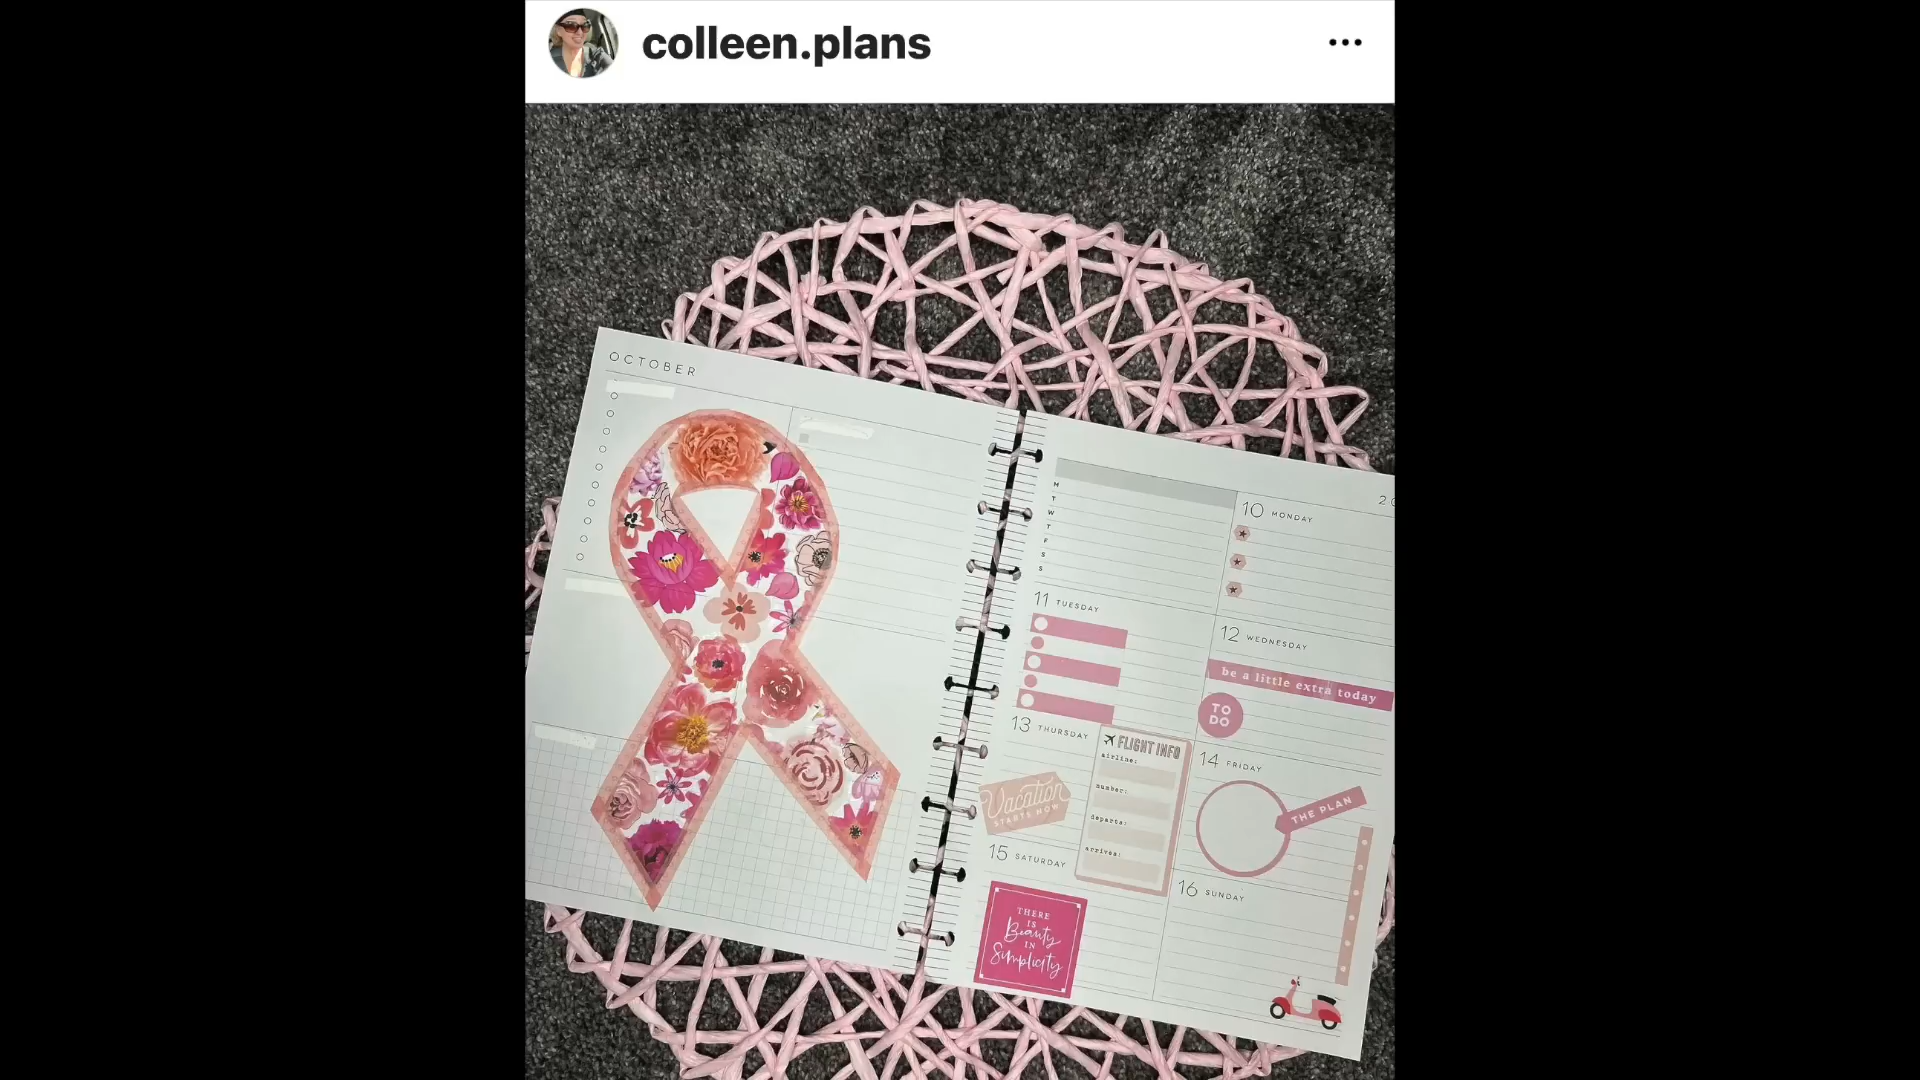 colleen.plans
OCTOBER
M
T
W
T
F
S
S
10 MONDAY
11 TUESDAY
12 WEDNESDAY
be a little extra today
TO
DO
13 THURSDAY
Vacation
STARTS NOW
FLIGHT INFO
airline:
number:
departs:
arrives:
14 FRIDAY
THE PLAN
15 SATURDAY
THERE
IS
Beauty
IN
Simplicity
16 SUNDAY